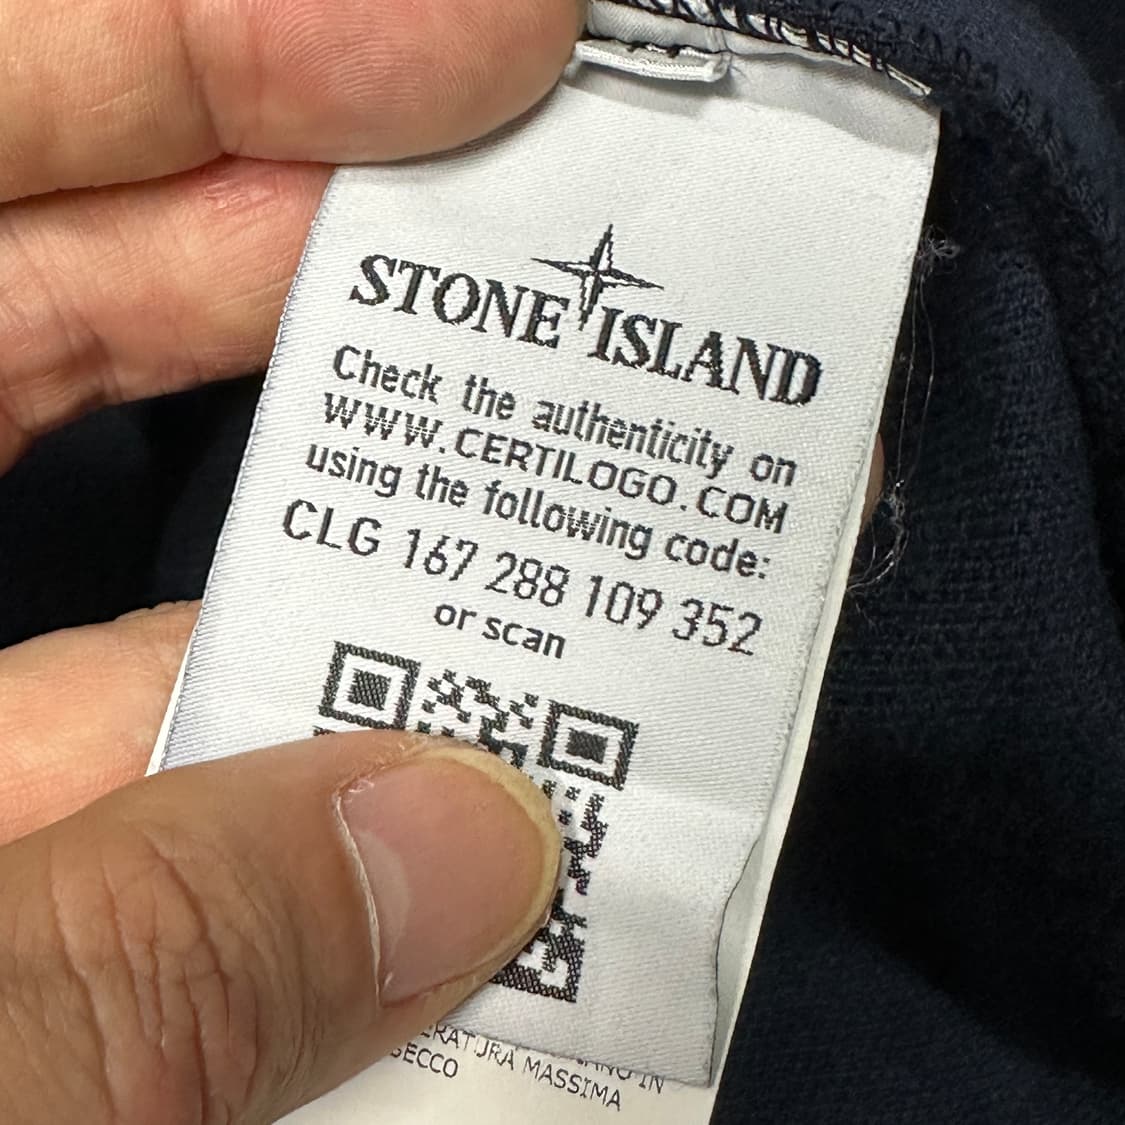 STONE ISLAND
Check the authenticity on
WWW.CERTILOGO.COM
using the following code:
CLG 167 288 109 352
or scan
MASSIMA
SECCO